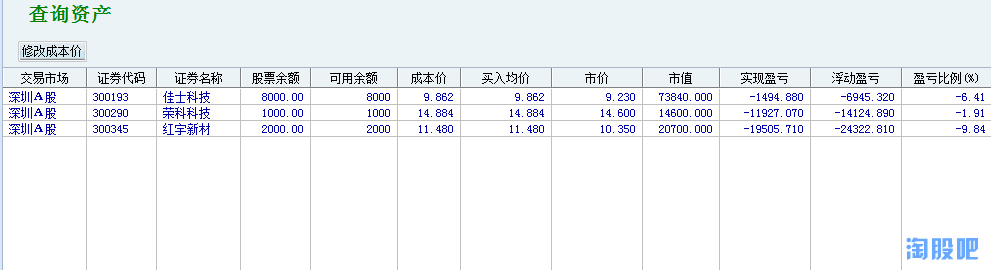 查询资产
修改成本价
交易市场 证券代码 证券名称 股票余额 可用余额 成本价 买入均价 市价 市值 实现盈亏 浮动盈亏 盈亏比例(%)
深圳A股 300193 佳士科技 8000.00 8000 9.862 9.862 9.230 73840.000 -1494.880 -6945.320 -6.41
深圳A股 300290 荣科科技 1000.00 1000 14.884 14.884 14.600 14600.000 -11927.070 -14124.890 -1.91
深圳A股 300345 红宇新材 2000.00 2000 11.480 11.480 10.350 20700.000 -19505.710 -24322.810 -9.84
淘股吧